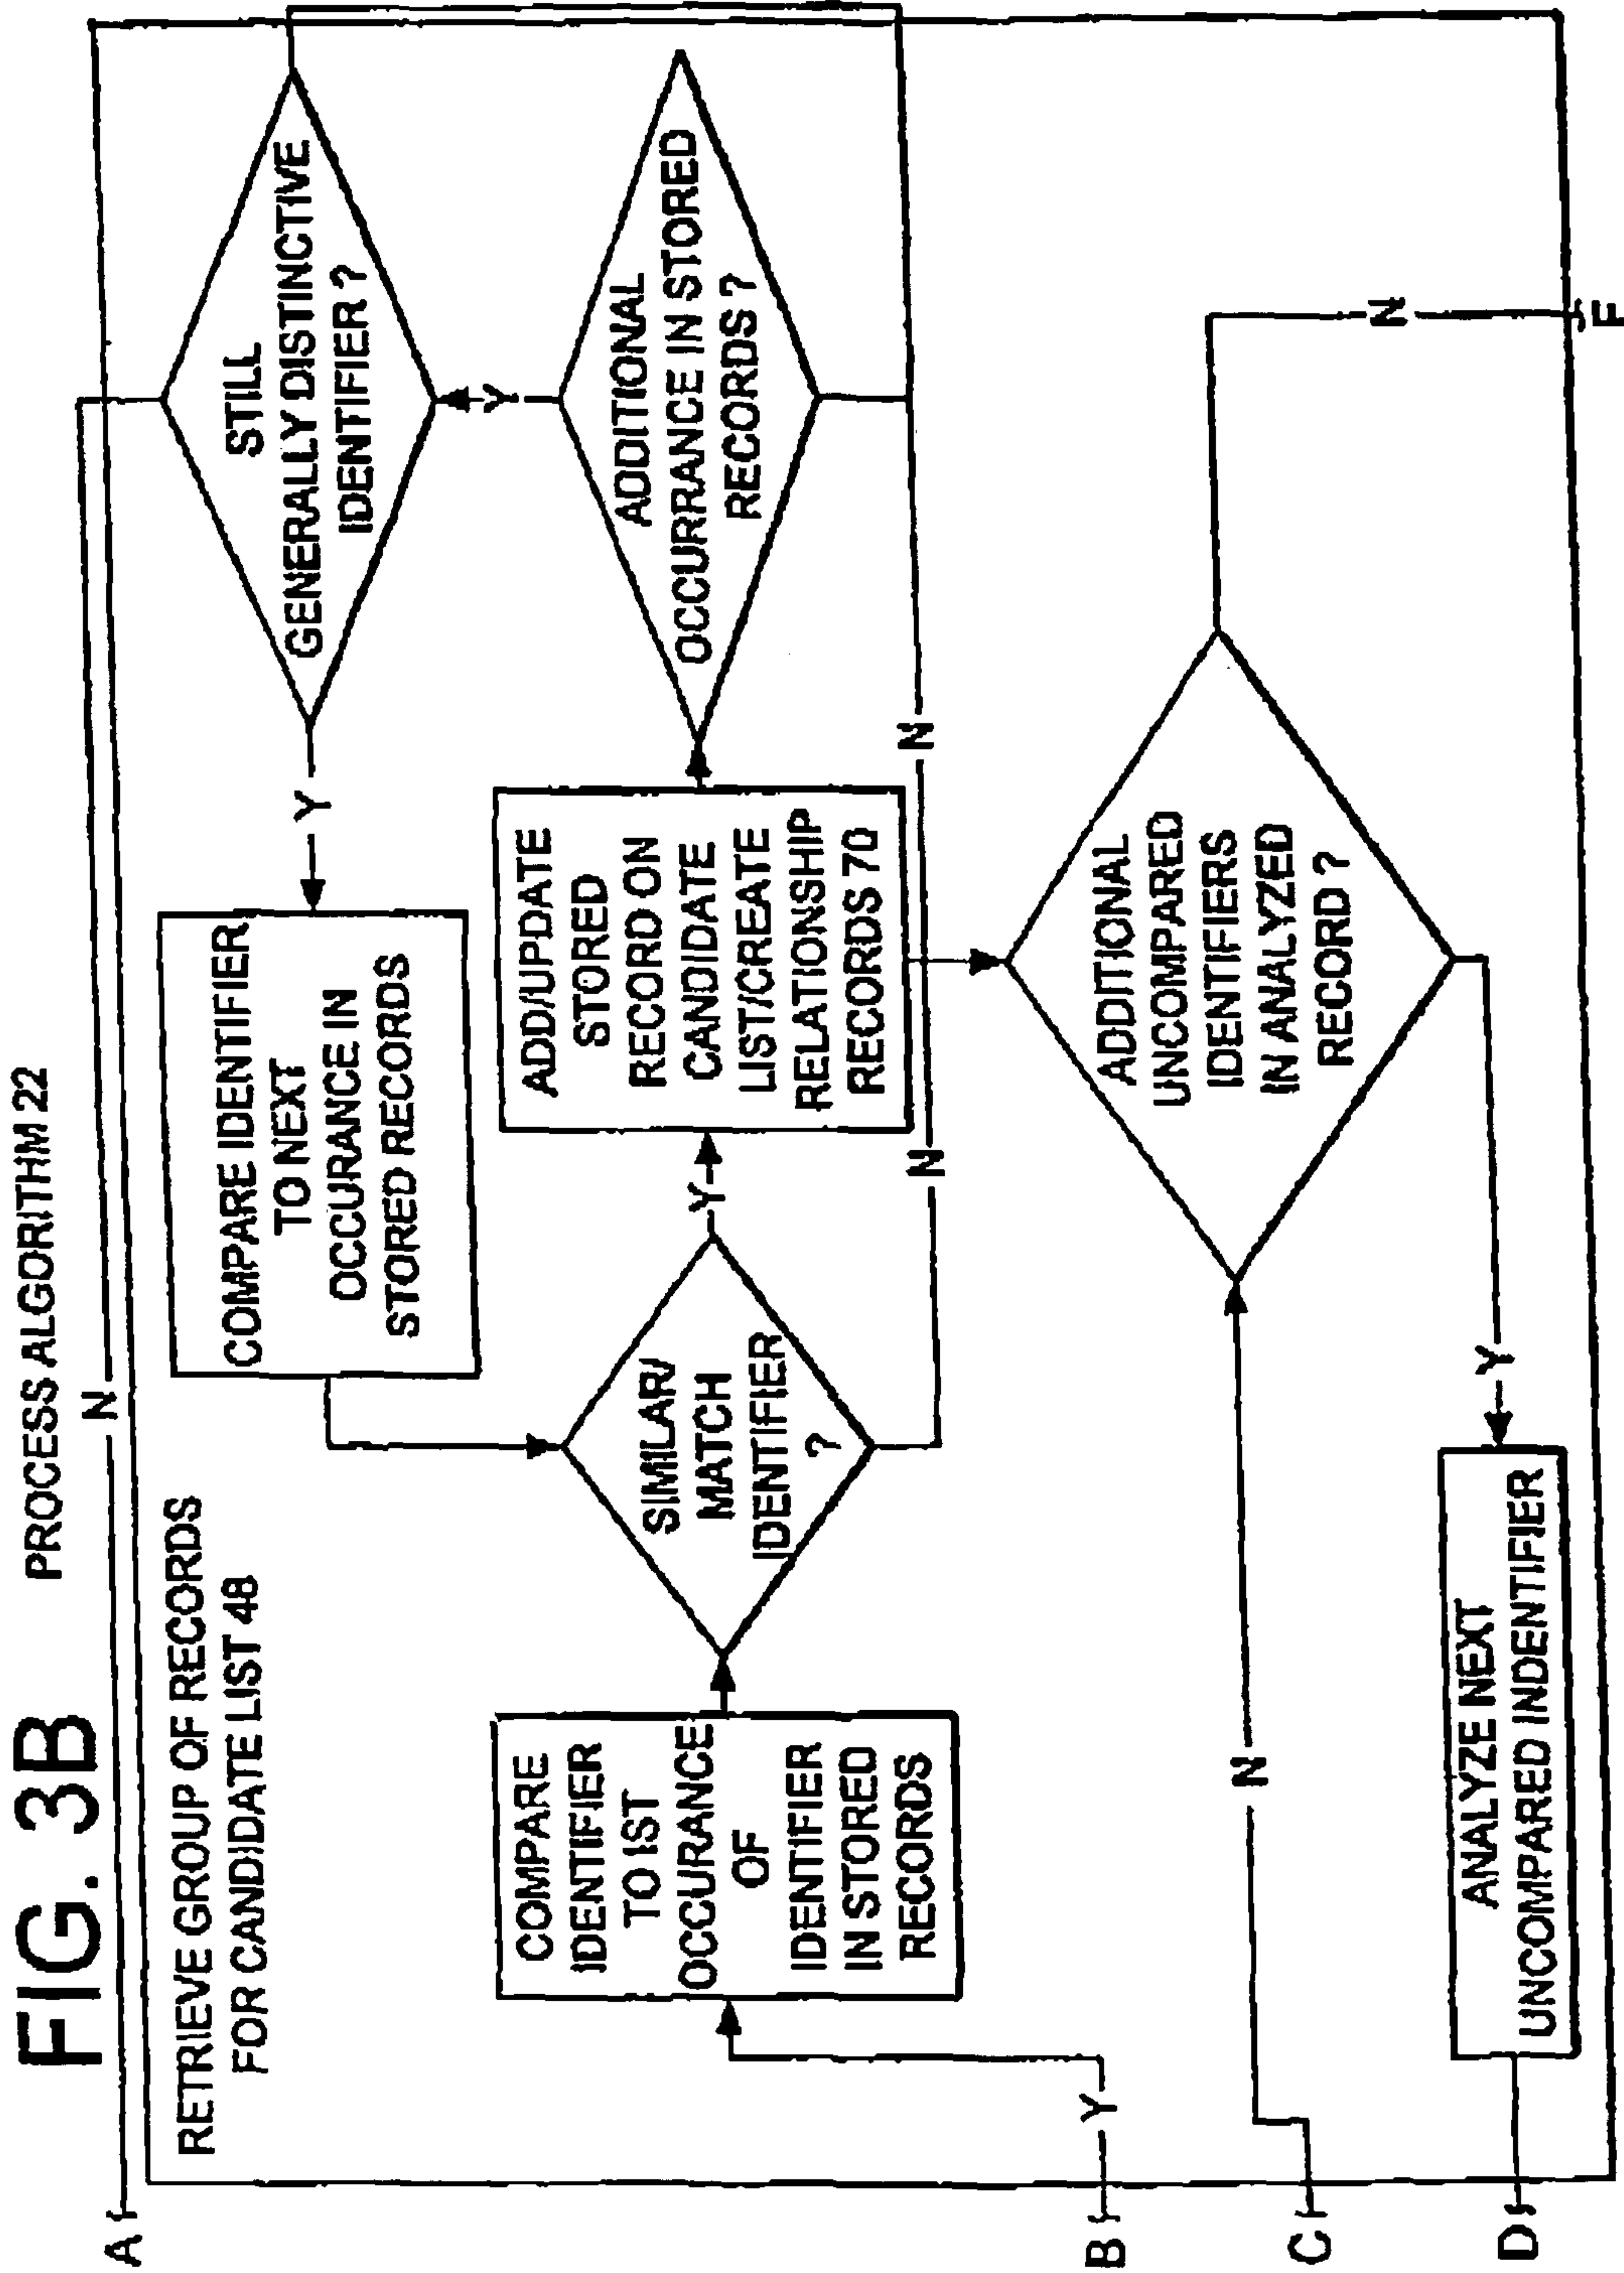 FIG. 3B
PROCESS ALGORITHM 22
A
N
RETRIEVE GROUP OF RECORDS
FOR CANDIDATE LIST 48
COMPARE IDENTIFIER
TO NEXT
OCCURANCE IN
STORED RECORDS
Y
STILL
GENERALLY DISTINCTIVE
IDENTIFIER ?
COMPARE
IDENTIFIER
TO IST
OCCURANCE
OF
IDENTIFIER
IN STORED
RECORDS
SIMILAR/
MATCH
IDENTIFIER
?
Y
ADD/UPDATE
STORED
RECORD ON
CANDIDATE
LIST/CREATE
RELATIONSHIP
RECORDS 70
Y
ADDITIONAL
OCCURRANCE IN STORED
RECORDS ?
N
N
B
Y
C
N
ADDITIONAL
UNCOMPARED
IDENTIFIERS
IN ANALYZED
RECORD ?
N
E
D
ANALYZE NEXT
UNCOMPARED INDENTIFIER
Y